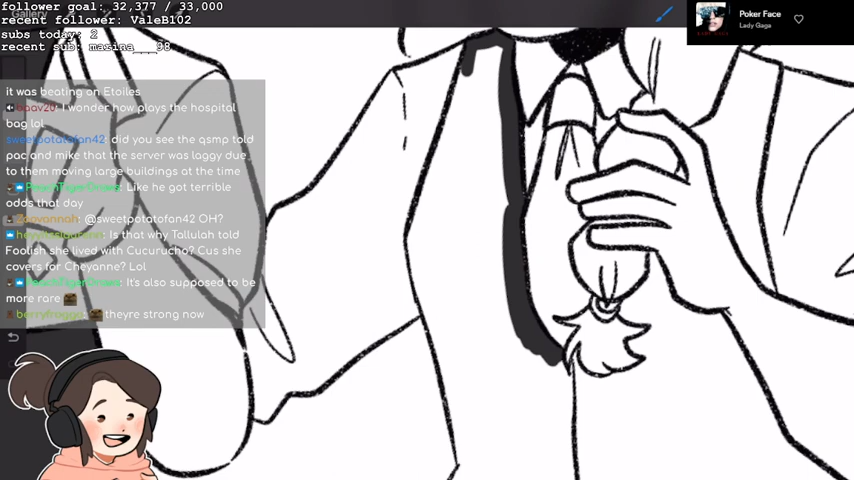 Gallery
follower goal: 32,377 / 33,000
recent follower: ValeB102
subs today: 2
recent sub: marina___98
Poker Face
Lady Gaga
it was beating on Etoiles
I wonder how plays the hospital
bag lol
sweetpotatofan42: did you see the qsmp told
pac and mike that the server was laggy due
to them moving large buildings at the time
Like he got terrible
odds that day
@sweetpotatofan42 OH?
Is that why Tallulah told
Foolish she lived with Cucurucho? Cus she
covers for Cheyanne? Lol
It's also supposed to be
more rare
theyre strong now